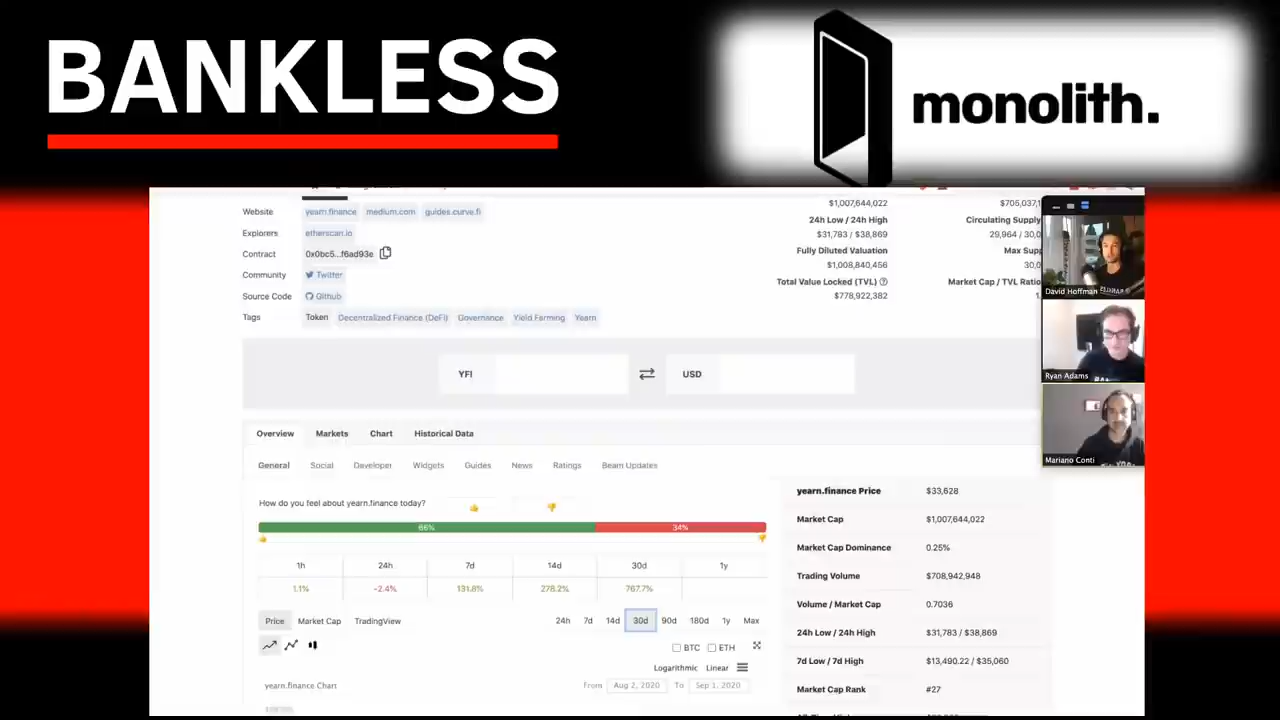 BANKLESS
monolith.
Website yearn.finance medium.com guides.curve.fi
Explorers etherscan.io
Contract 0x0bc5...f6ad93e
Community Twitter
Source Code Github
Tags Token Decentralized Finance (DeFi) Governance Yield Farming Yearn
$1,007,644,022
24h Low / 24h High
$31,783 / $38,869
Fully Diluted Valuation
$1,008,840,456
Total Value Locked (TVL)
$778,922,382
$705,037,1
Circulating Supply
29,964 / 30,0
Max Supp
30,0
Market Cap / TVL Ratio
1.
David Hoffman
Ryan Adams
Mariano Conti
YFI USD
Overview Markets Chart Historical Data
General Social Developer Widgets Guides News Ratings Beam Updates
How do you feel about yearn.finance today?
66% 34%
1h 24h 7d 14d 30d 1y
1.1% -2.4% 131.8% 278.2% 767.7%
Price Market Cap TradingView 24h 7d 14d 30d 90d 180d 1y Max
BTC ETH
Logarithmic Linear
yearn.finance Chart From Aug 2, 2020 To Sep 1, 2020
yearn.finance Price $33,628
Market Cap $1,007,644,022
Market Cap Dominance 0.25%
Trading Volume $708,942,948
Volume / Market Cap 0.7036
24h Low / 24h High $31,783 / $38,869
7d Low / 7d High $13,490.22 / $35,060
Market Cap Rank #27